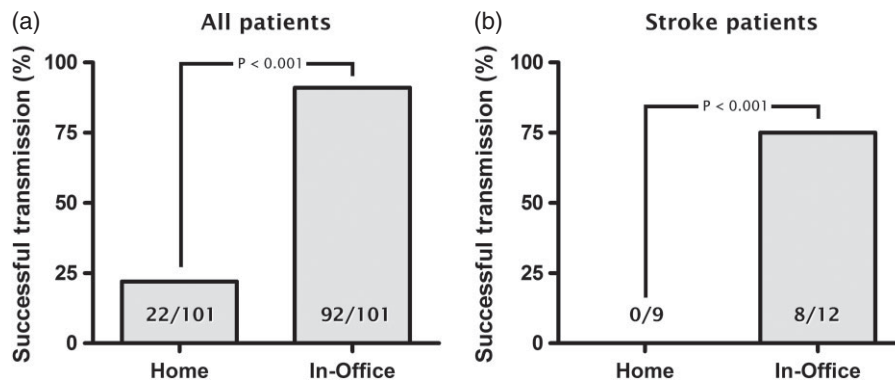 (a)
All patients
Successful transmission (%)
100
75
50
25
0
P < 0.001
22/101
92/101
Home
In-Office
(b)
Stroke patients
Successful transmission (%)
100
75
50
25
0
P < 0.001
0/9
8/12
Home
In-Office